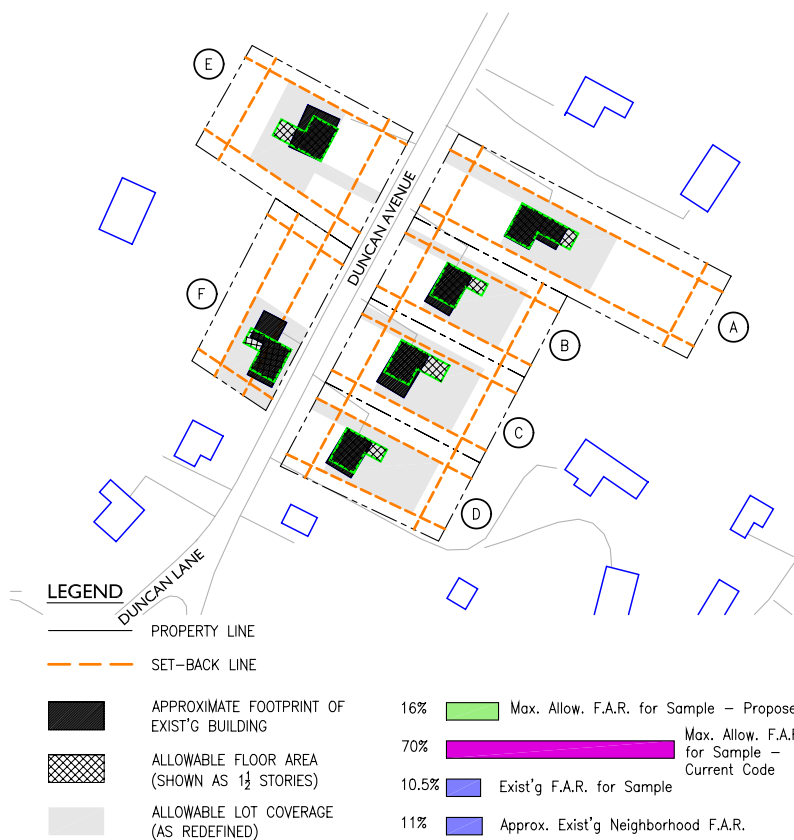 E
DUNCAN AVENUE
F
A
B
C
D
DUNCAN LANE
LEGEND
PROPERTY LINE
SET-BACK LINE
APPROXIMATE FOOTPRINT OF
EXIST'G BUILDING
ALLOWABLE FLOOR AREA
(SHOWN AS 1½ STORIES)
ALLOWABLE LOT COVERAGE
(AS REDEFINED)
16% Max. Allow. F.A.R. for Sample – Propose
70% Max. Allow. F.A.R
for Sample –
Current Code
10.5% Exist'g F.A.R. for Sample
11% Approx. Exist'g Neighborhood F.A.R.